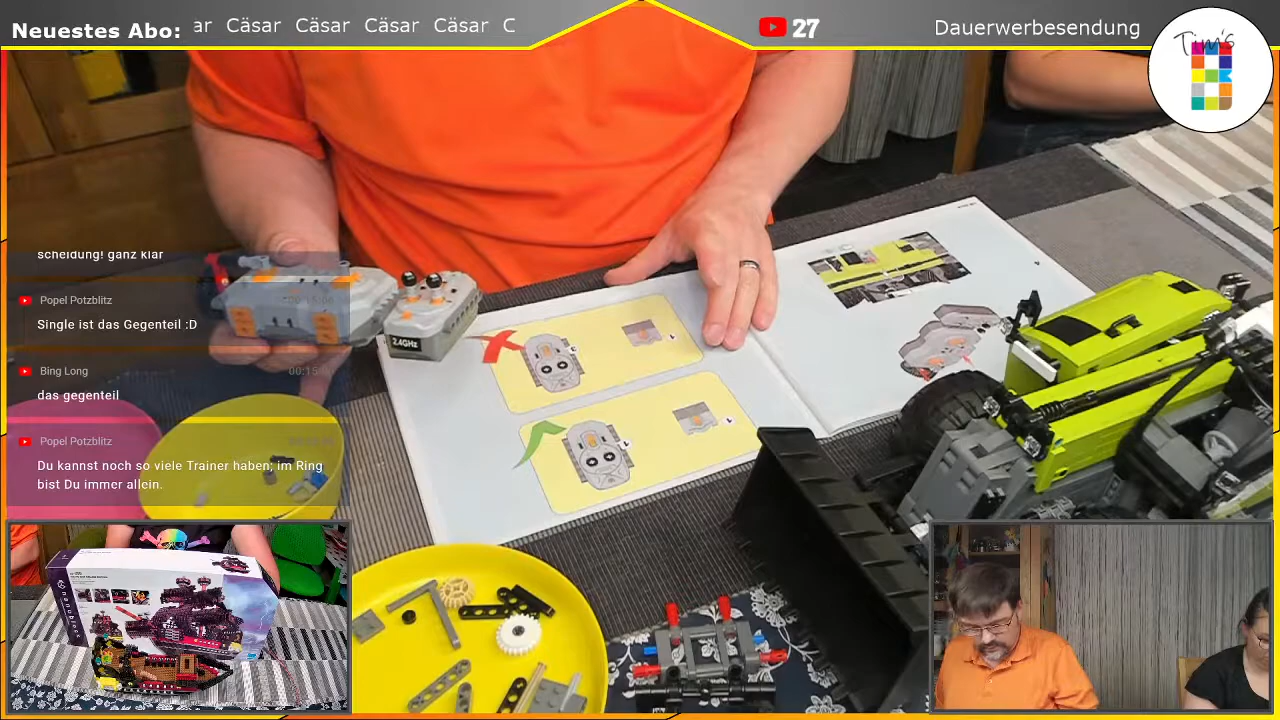 Neuestes Abo:
ar Cäsar Cäsar Cäsar Cäsar C
27
Dauerwerbesendung
Tim's
scheidung! ganz klar
Popel Potzblitz
Single ist das Gegenteil :D
Bing Long
das gegenteil
Popel Potzblitz
Du kannst noch so viele Trainer haben; im Ring
bist Du immer allein.
2.4GHz